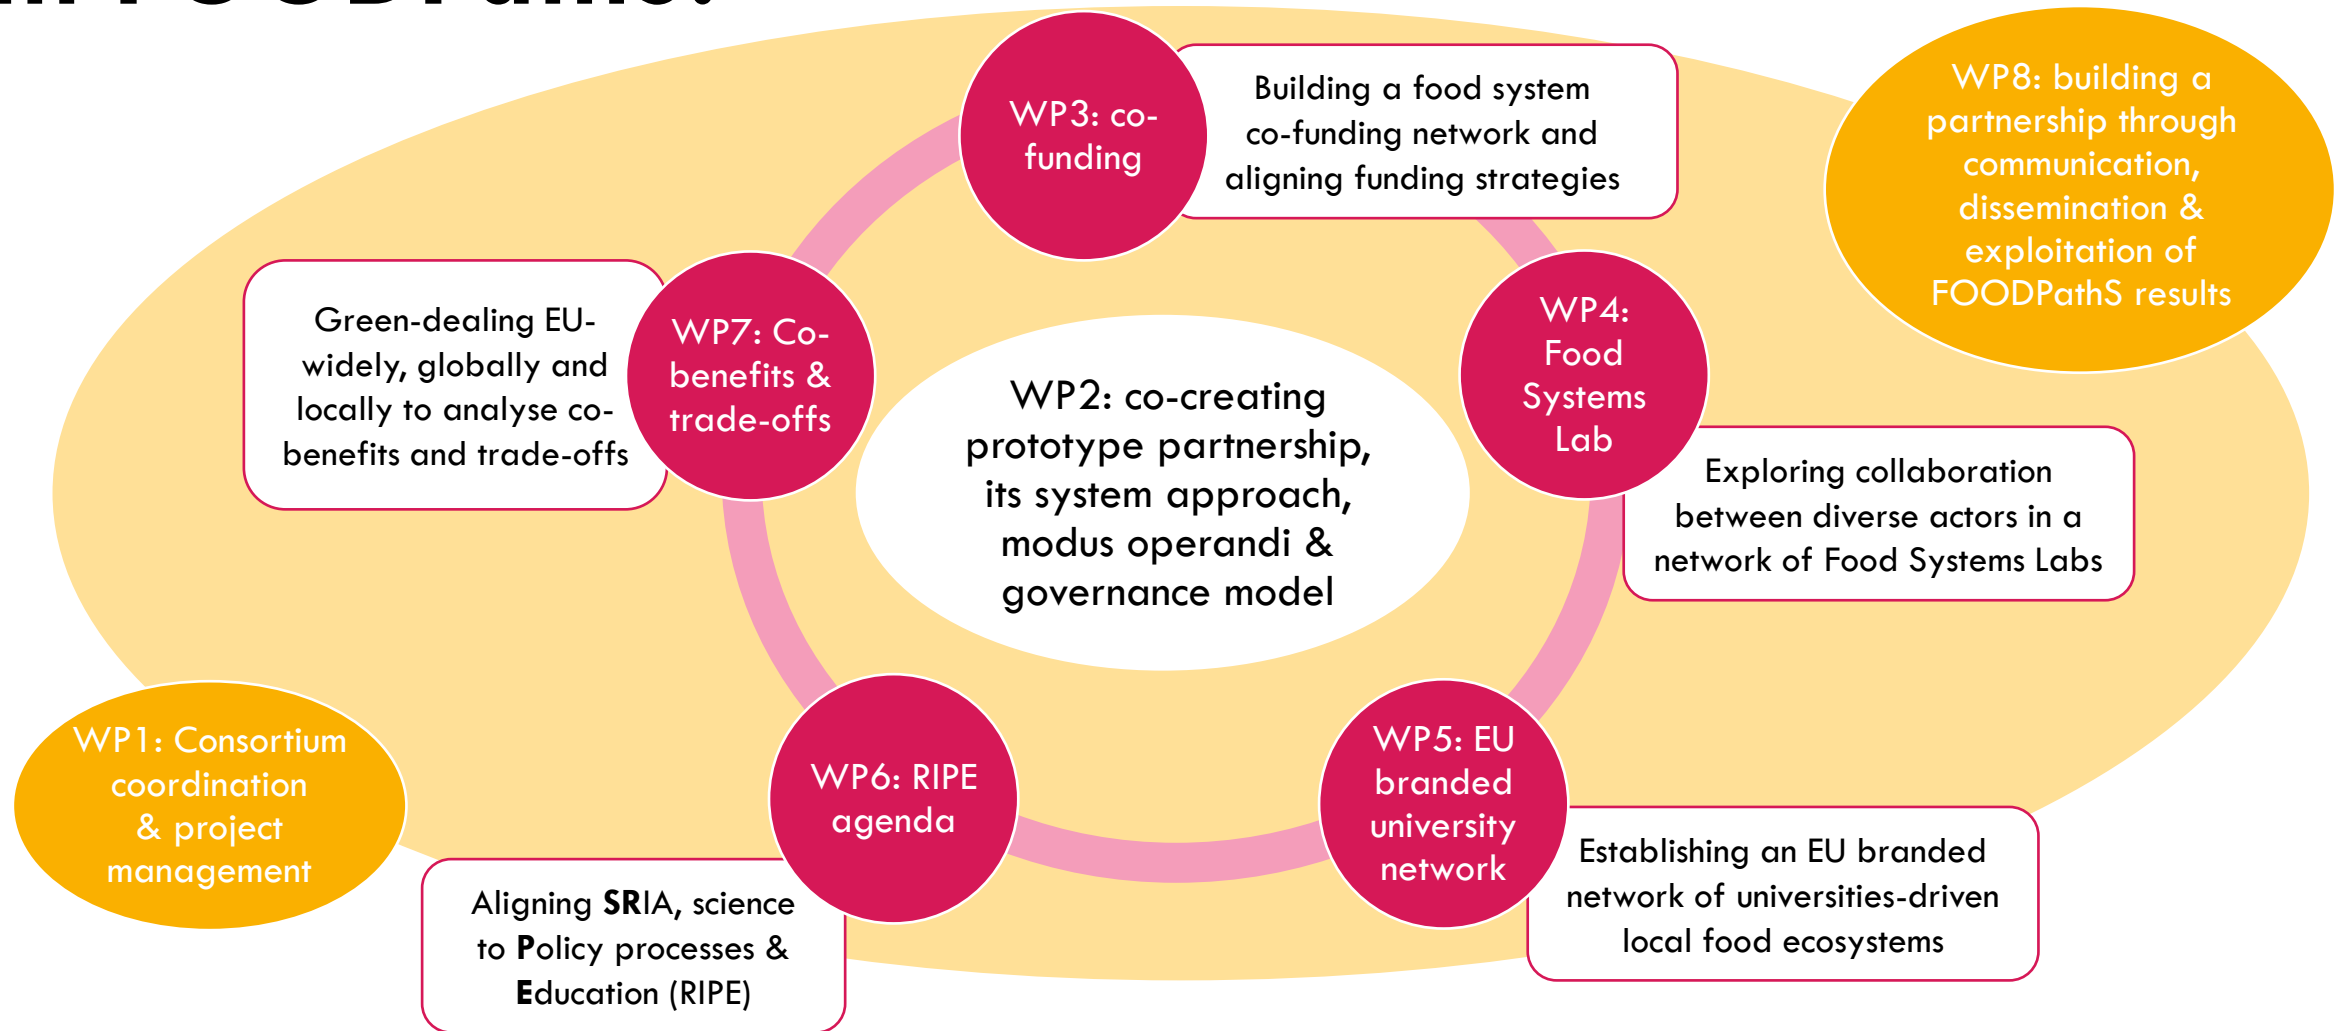 WP3: co-
funding
Building a food system
co-funding network and
aligning funding strategies
WP8: building a
partnership through
communication,
dissemination &
exploitation of
FOODPathS results
Green-dealing EU-
widely, globally and
locally to analyse co-
benefits and trade-offs
WP7: Co-
benefits &
trade-offs
WP4:
Food
Systems
Lab
WP2: co-creating
prototype partnership,
its system approach,
modus operandi &
governance model
Exploring collaboration
between diverse actors in a
network of Food Systems Labs
WP1: Consortium
coordination
& project
management
WP6: RIPE
agenda
WP5: EU
branded
university
network
Aligning SRIA, science
to Policy processes &
Education (RIPE)
Establishing an EU branded
network of universities-driven
local food ecosystems